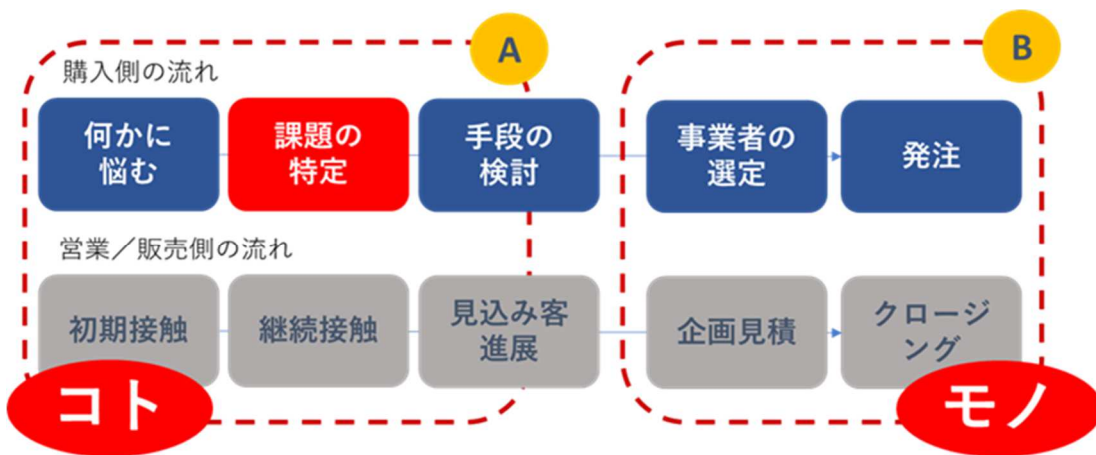 A
B
購入側の流れ
何かに
悩む
課題の
特定
手段の
検討
事業者の
選定
発注
営業／販売側の流れ
初期接触
継続接触
見込み客
進展
企画見積
クロージ
ング
コト
モノ